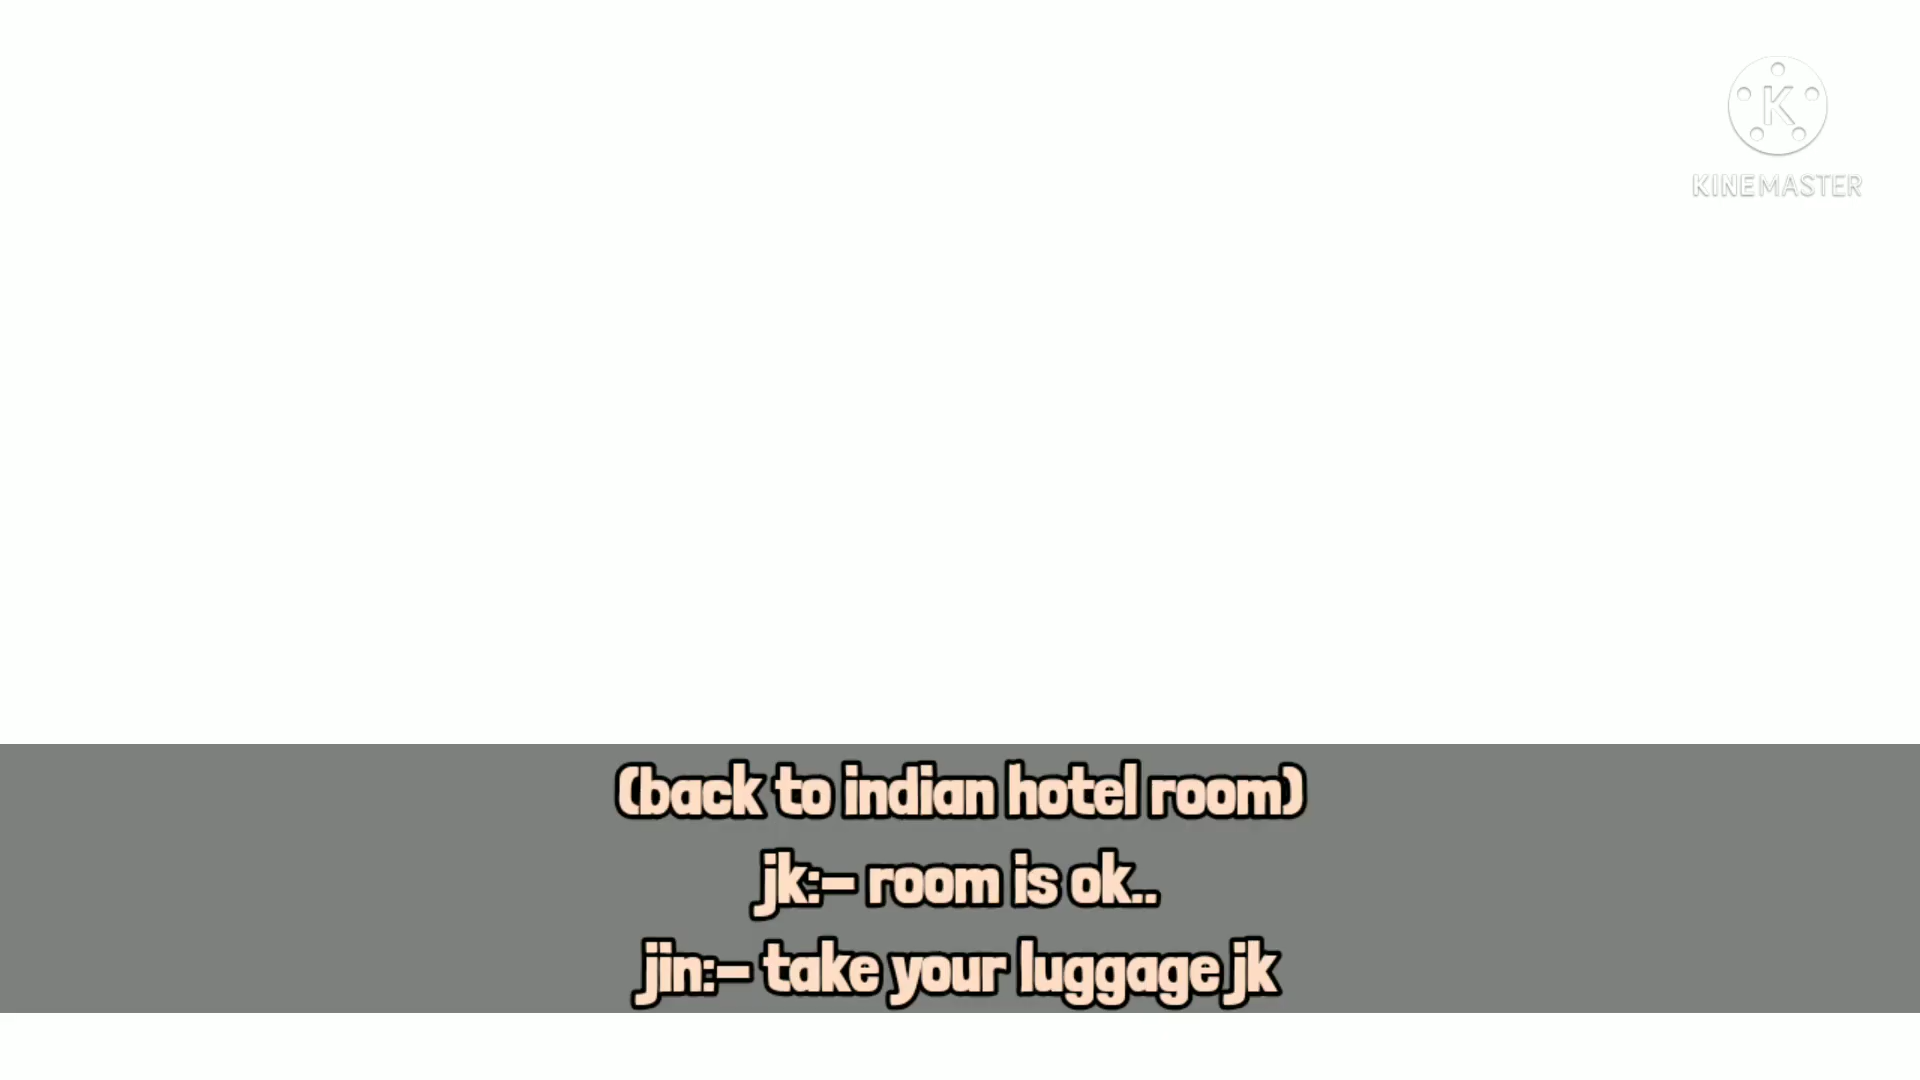 K
KINEMASTER
(back to indian hotel room)
jk:- room is ok..
jin:- take your luggage jk